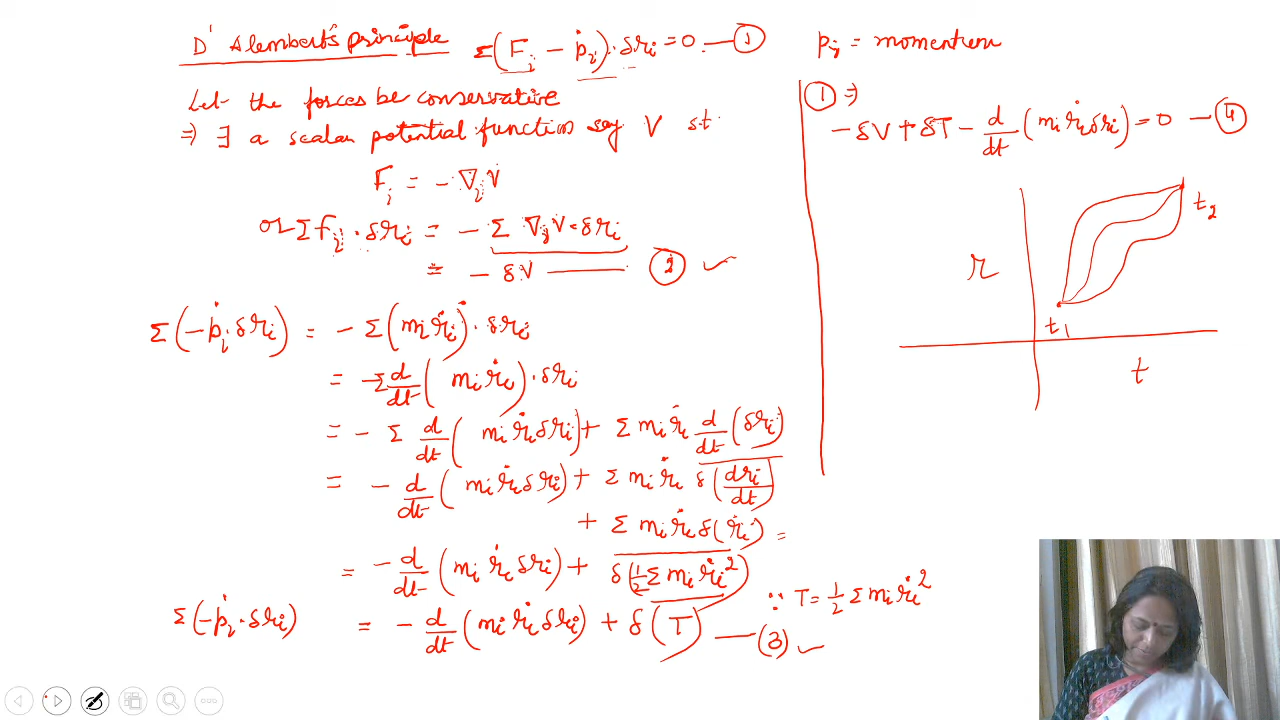 D' Alembert's principle Σ(F_i − ṗ_i)·δr_i = 0 — ①
Let the forces be conservative
⇒ ∃ a scalar potential function say V st
F_i = − ∇_i V
or Σ f_i · δr_i = − Σ ∇_i V · δr_i
= − δV — ② ✓
Σ(−ṗ_i·δr_i) = − Σ(m_i ṙ_i)˙ · δr_i
= −Σ d/dt (m_i ṙ_i)·δr_i
= − Σ d/dt (m_i ṙ_i δr_i) + Σ m_i ṙ_i d/dt (δr_i)
= − d/dt (m_i ṙ_i δr_i) + Σ m_i ṙ_i δ(dr_i/dt)
+ Σ m_i ṙ_i δ(ṙ_i) =
= − d/dt (m_i ṙ_i δr_i) + δ(½ Σ m_i ṙ_i²)
∵ T = ½ Σ m_i ṙ_i²
Σ(−ṗ_i·δr_i) = − d/dt (m_i ṙ_i δr_i) + δ(T) — (3) ✓
p_i = momentum
① ⇒
− δV + δT − d/dt (m_i ṙ_i δr_i) = 0 — ④
t₂
r
t₁
t